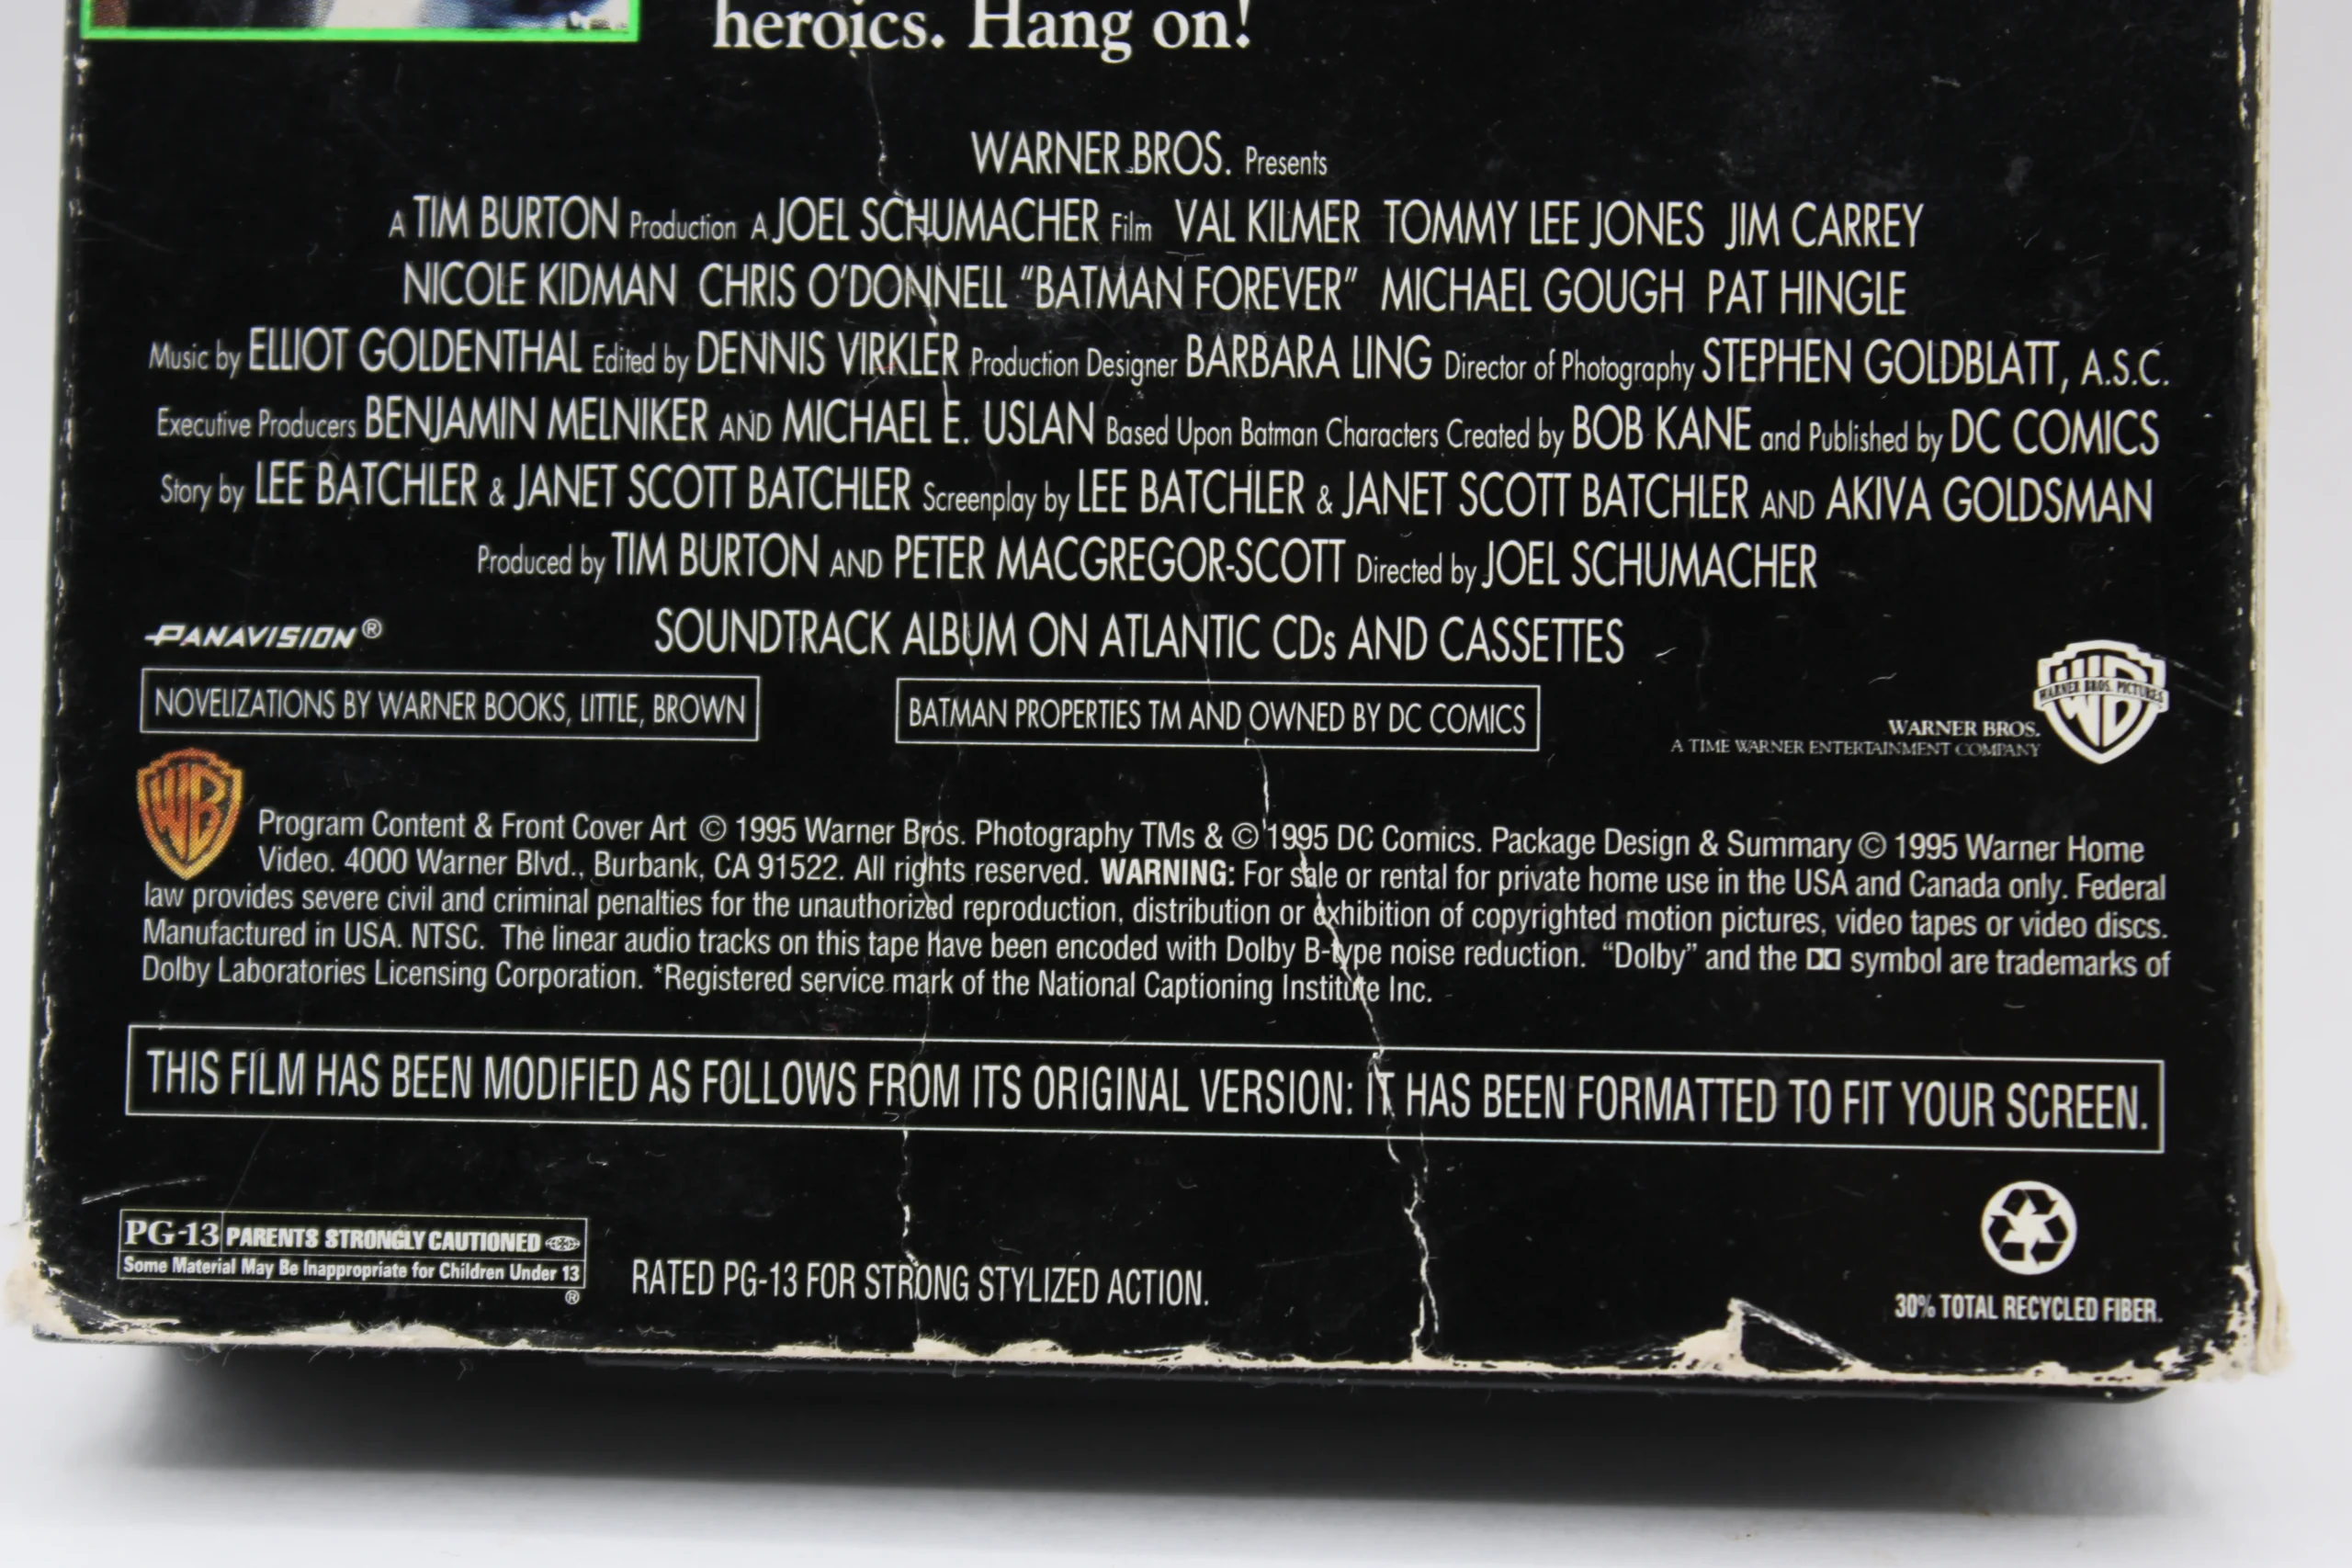 heroics. Hang on!
WARNER BROS. Presents
A TIM BURTON Production A JOEL SCHUMACHER Film VAL KILMER TOMMY LEE JONES JIM CARREY
NICOLE KIDMAN CHRIS O'DONNELL "BATMAN FOREVER" MICHAEL GOUGH PAT HINGLE
Music by ELLIOT GOLDENTHAL Edited by DENNIS VIRKLER Production Designer BARBARA LING Director of Photography STEPHEN GOLDBLATT, A.S.C.
Executive Producers BENJAMIN MELNIKER AND MICHAEL E. USLAN Based Upon Batman Characters Created by BOB KANE and Published by DC COMICS
Story by LEE BATCHLER & JANET SCOTT BATCHLER Screenplay by LEE BATCHLER & JANET SCOTT BATCHLER AND AKIVA GOLDSMAN
Produced by TIM BURTON AND PETER MACGREGOR-SCOTT Directed by JOEL SCHUMACHER
PANAVISION® SOUNDTRACK ALBUM ON ATLANTIC CDs AND CASSETTES
NOVELIZATIONS BY WARNER BOOKS, LITTLE, BROWN
BATMAN PROPERTIES TM AND OWNED BY DC COMICS
WARNER BROS.
A TIME WARNER ENTERTAINMENT COMPANY
WARNER BROS. PICTURES
WB
Program Content & Front Cover Art © 1995 Warner Bros. Photography TMs & © 1995 DC Comics. Package Design & Summary © 1995 Warner Home
Video. 4000 Warner Blvd., Burbank, CA 91522. All rights reserved. WARNING: For sale or rental for private home use in the USA and Canada only. Federal
law provides severe civil and criminal penalties for the unauthorized reproduction, distribution or exhibition of copyrighted motion pictures, video tapes or video discs.
Manufactured in USA. NTSC. The linear audio tracks on this tape have been encoded with Dolby B-type noise reduction. "Dolby" and the symbol are trademarks of
Dolby Laboratories Licensing Corporation. *Registered service mark of the National Captioning Institute Inc.
THIS FILM HAS BEEN MODIFIED AS FOLLOWS FROM ITS ORIGINAL VERSION: IT HAS BEEN FORMATTED TO FIT YOUR SCREEN.
PG-13 PARENTS STRONGLY CAUTIONED
Some Material May Be Inappropriate for Children Under 13
®
RATED PG-13 FOR STRONG STYLIZED ACTION.
30% TOTAL RECYCLED FIBER.